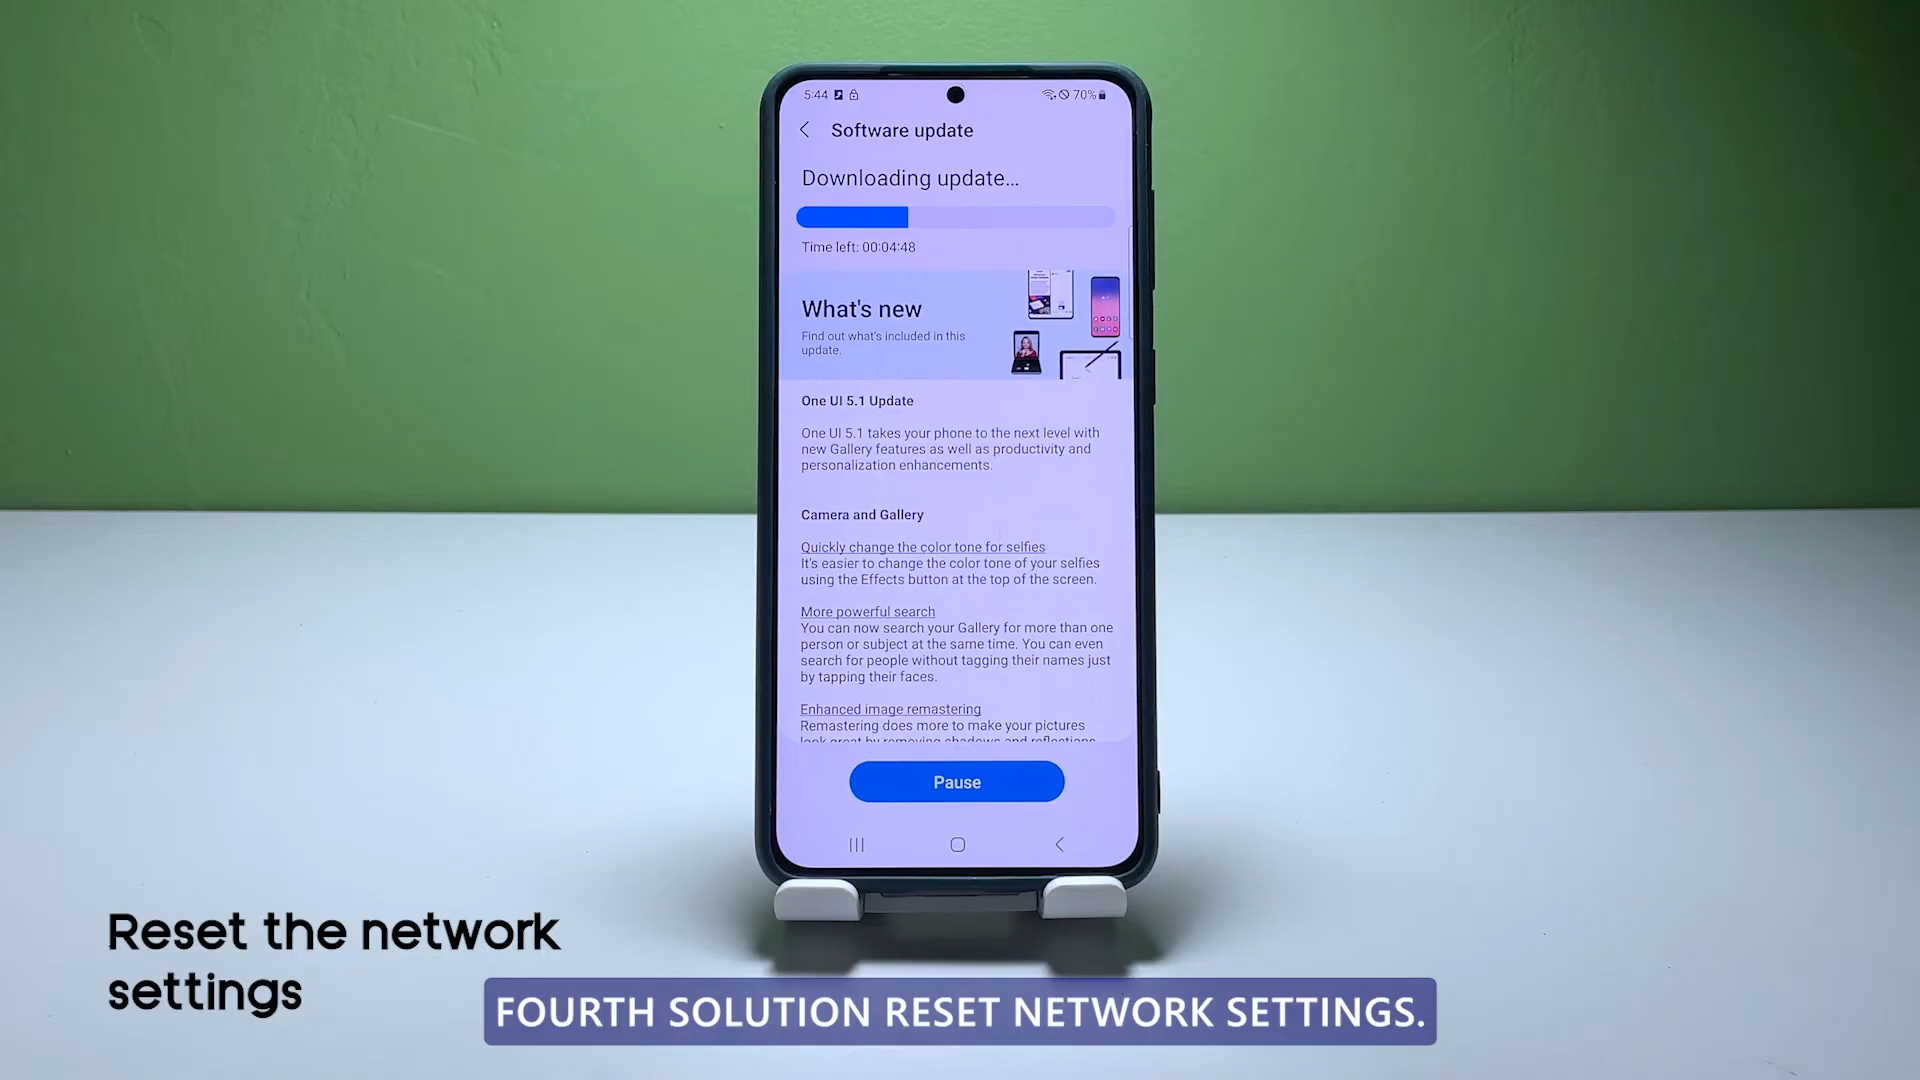 5:44
70%
Software update
Downloading update...
Time left: 00:04:48
What's new
Find out what's included in this
update.
One UI 5.1 Update
One UI 5.1 takes your phone to the next level with
new Gallery features as well as productivity and
personalization enhancements.
Camera and Gallery
Quickly change the color tone for selfies
It's easier to change the color tone of your selfies
using the Effects button at the top of the screen.
More powerful search
You can now search your Gallery for more than one
person or subject at the same time. You can even
search for people without tagging their names just
by tapping their faces.
Enhanced image remastering
Remastering does more to make your pictures
look great by removing shadows and reflections
Pause
Reset the network
settings
FOURTH SOLUTION RESET NETWORK SETTINGS.